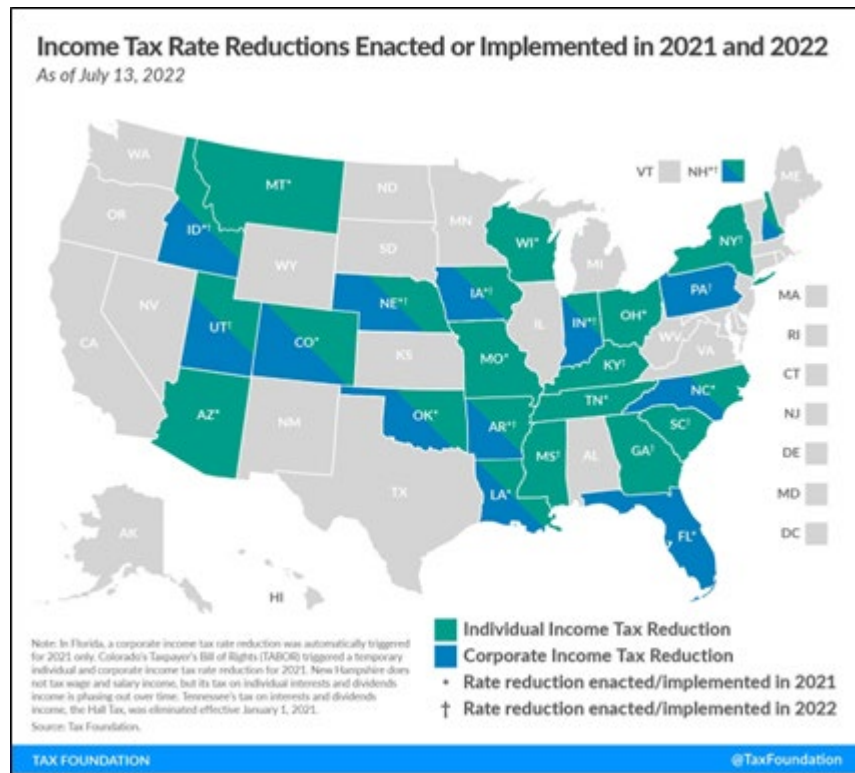 Income Tax Rate Reductions Enacted or Implemented in 2021 and 2022
As of July 13, 2022
WA
MT*
ND
MN
VT
NH*†
ME
OR
ID*†
SD
WI*
MI
NY†
WY
NE*†
IA*†
PA†
MA
NV
UT†
CO*
IL
IN*†
OH*
WV
VA
RI
CA
KS
MO*
KY†
CT
AZ*
NM
OK*
AR*†
TN*
NC*
NJ
SC†
MS†
AL
GA†
DE
TX
LA*
MD
AK
FL*
DC
HI
Individual Income Tax Reduction
Corporate Income Tax Reduction
* Rate reduction enacted/implemented in 2021
† Rate reduction enacted/implemented in 2022
Note: In Florida, a corporate income tax rate reduction was automatically triggered
for 2021 only. Colorado's Taxpayer's Bill of Rights (TABOR) triggered a temporary
individual and corporate income tax rate reduction for 2021. New Hampshire does
not tax wage and salary income, but its tax on individual interests and dividends
income is phasing out over time. Tennessee's tax on interests and dividends
income, the Hall Tax, was eliminated effective January 1, 2021.
Source: Tax Foundation.
TAX FOUNDATION
@TaxFoundation